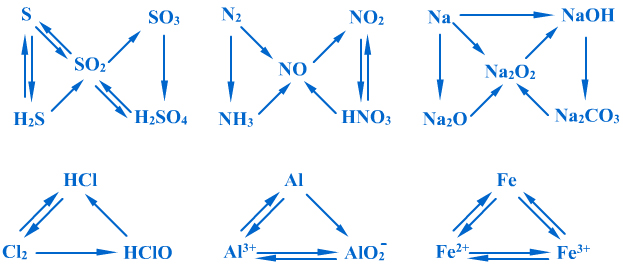 S SO₃ N₂ NO₂ Na NaOH
SO₂ NO Na₂O₂
H₂S H₂SO₄ NH₃ HNO₃ Na₂O Na₂CO₃
HCl Al Fe
Cl₂ HClO Al³⁺ AlO₂⁻ Fe²⁺ Fe³⁺